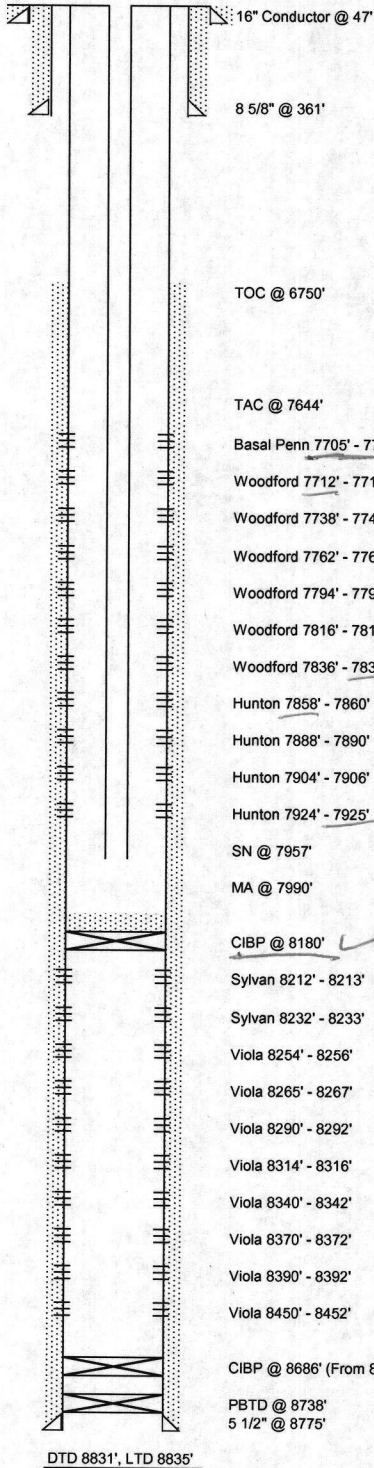 16" Conductor @ 47'
8 5/8" @ 361'
TOC @ 6750'
TAC @ 7644'
Basal Penn 7705' - 77
Woodford 7712' - 771
Woodford 7738' - 774
Woodford 7762' - 776
Woodford 7794' - 779
Woodford 7816' - 781
Woodford 7836' - 783
Hunton 7858' - 7860'
Hunton 7888' - 7890'
Hunton 7904' - 7906'
Hunton 7924' - 7925'
SN @ 7957'
MA @ 7990'
CIBP @ 8180'
Sylvan 8212' - 8213'
Sylvan 8232' - 8233'
Viola 8254' - 8256'
Viola 8265' - 8267'
Viola 8290' - 8292'
Viola 8314' - 8316'
Viola 8340' - 8342'
Viola 8370' - 8372'
Viola 8390' - 8392'
Viola 8450' - 8452'
CIBP @ 8686' (From 8
PBTD @ 8738'
5 1/2" @ 8775'
DTD 8831', LTD 8835'